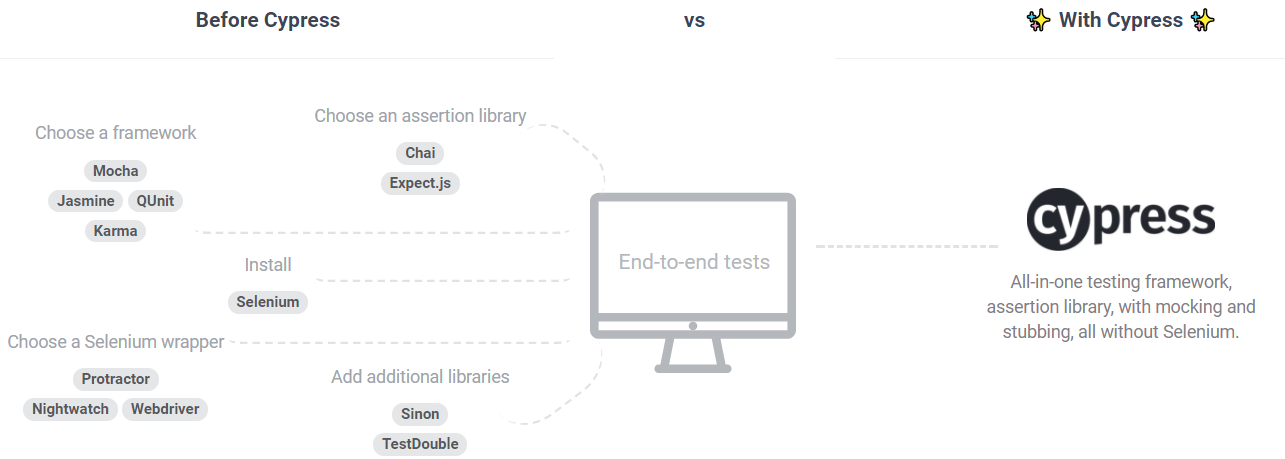 Before Cypress
vs
With Cypress
Choose a framework
Mocha
Jasmine QUnit
Karma
Choose an assertion library
Chai
Expect.js
Install
Selenium
Choose a Selenium wrapper
Protractor
Nightwatch Webdriver
Add additional libraries
Sinon
TestDouble
End-to-end tests
cypress
All-in-one testing framework,
assertion library, with mocking and
stubbing, all without Selenium.